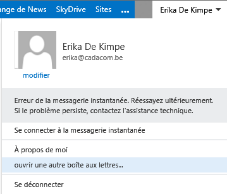 ange de News SkyDrive Sites ... Erika De Kimpe
Erika De Kimpe
erika@cadacom.be
modifier
Erreur de la messagerie instantanée. Réessayez ultérieurement.
Si le problème persiste, contactez l'assistance technique.
Se connecter à la messagerie instantanée
À propos de moi
ouvrir une autre boîte aux lettres...
Se déconnecter